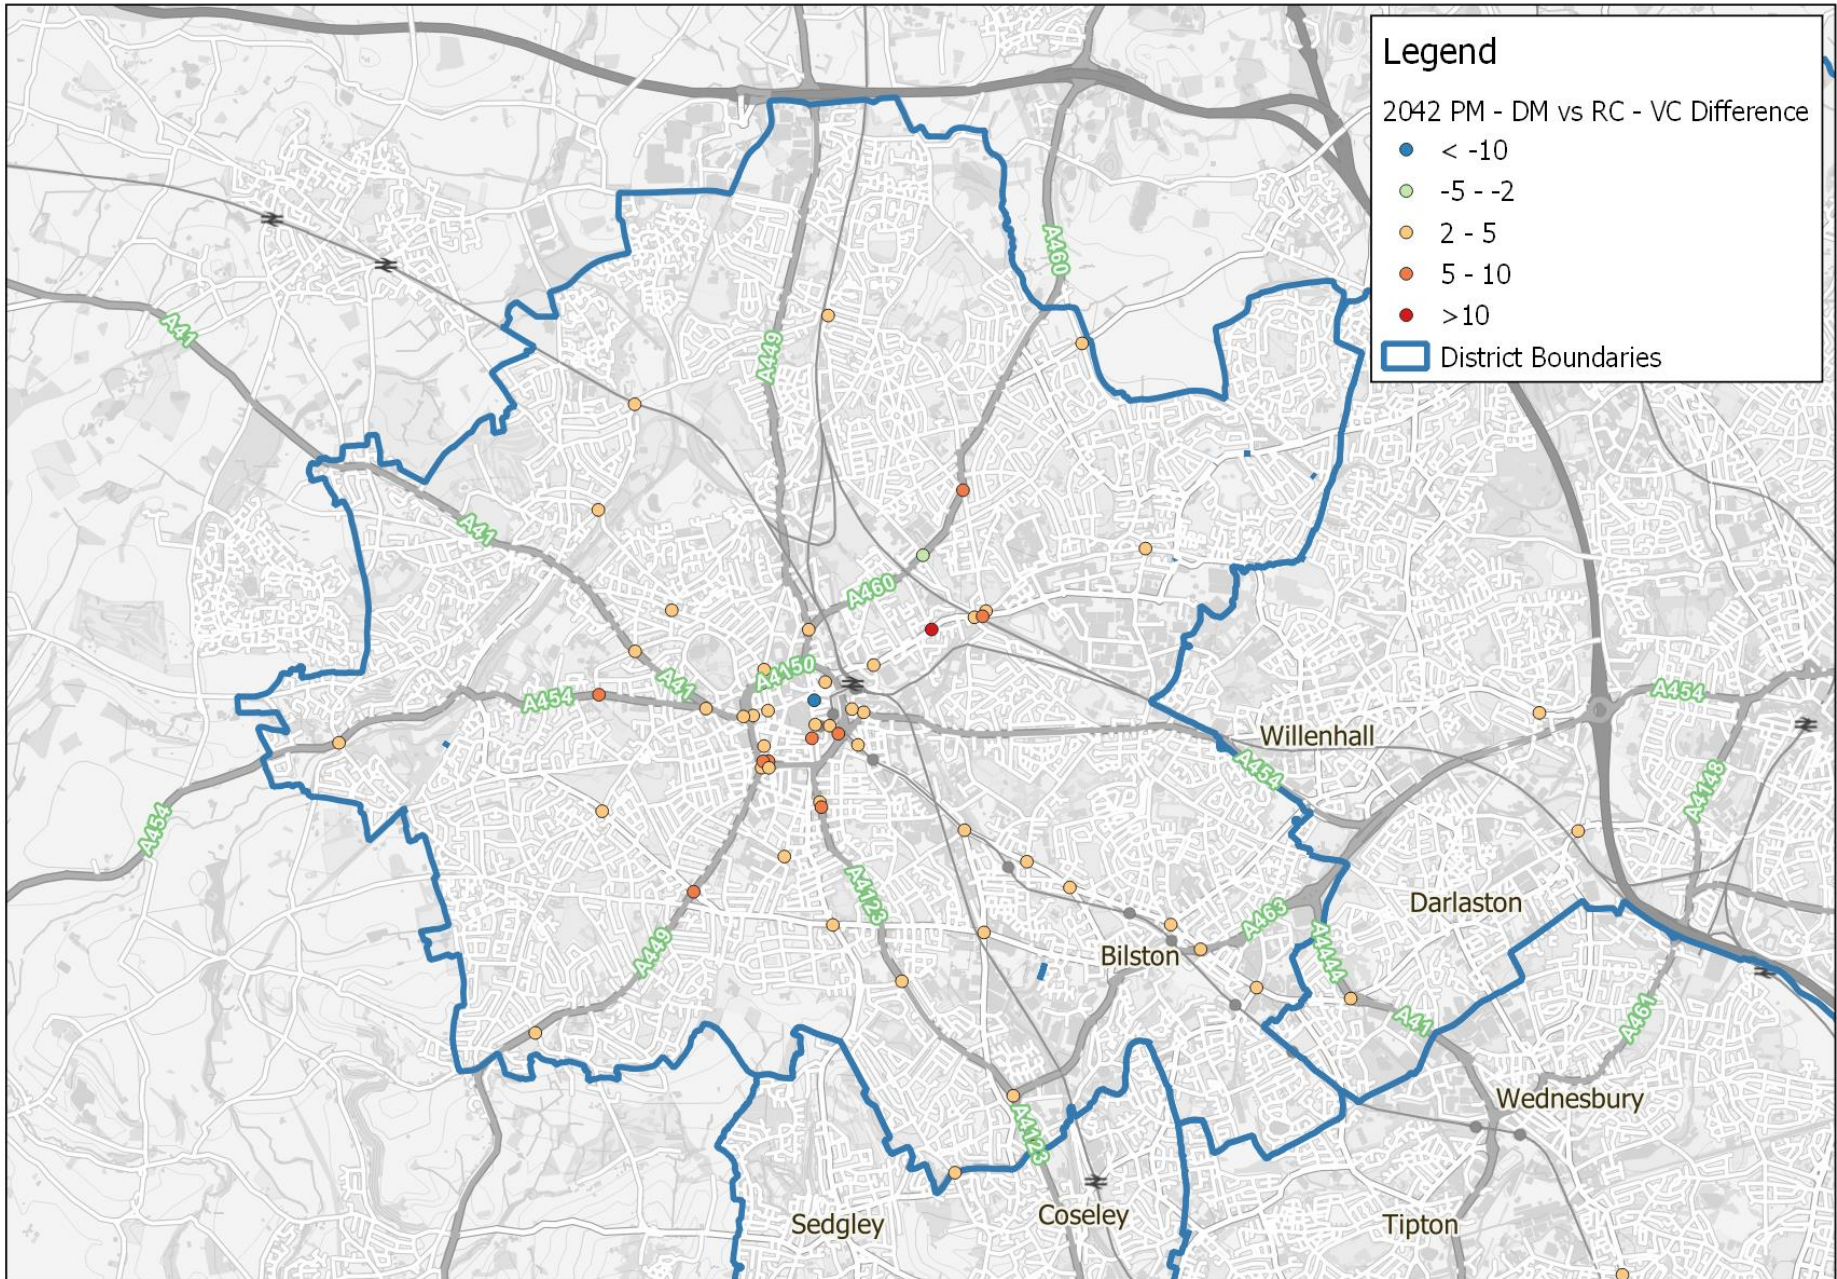 Legend
2042 PM - DM vs RC - VC Difference
< -10
-5 - -2
2 - 5
5 - 10
>10
District Boundaries
A460
A41
A449
A41
A460
A4150
A454
A41
A454
Willenhall
A454
A454
A4148
A4123
A449
Darlaston
A463
A4444
Bilston
A41
A461
Wednesbury
A4123
Sedgley
Coseley
Tipton